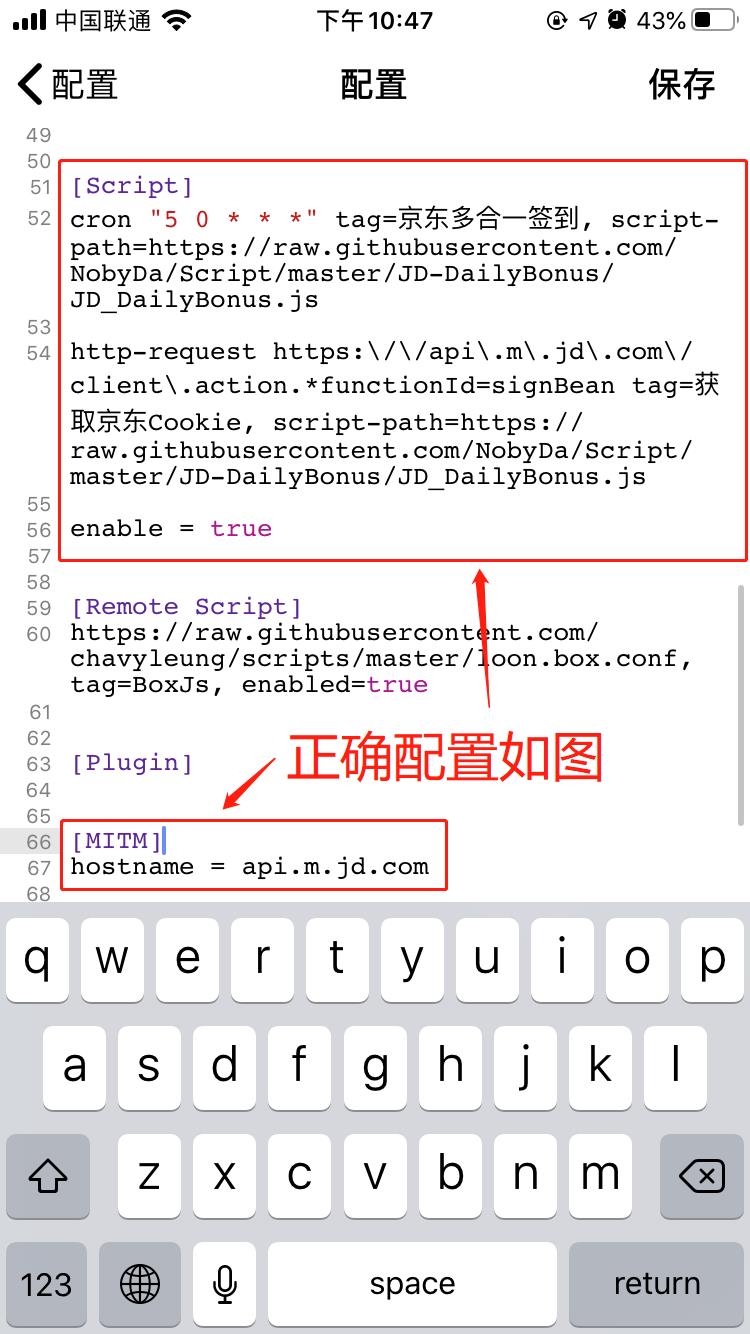 中国联通 下午10:47 43%
配置 配置 保存
49
50
51 [Script]
52 cron "5 0 * * *" tag=京东多合一签到, script-
path=https://raw.githubusercontent.com/
NobyDa/Script/master/JD-DailyBonus/
JD_DailyBonus.js
53
54 http-request https:\/\/api\.m\.jd\.com\/
client\.action.*functionId=signBean tag=获
取京东Cookie, script-path=https://
raw.githubusercontent.com/NobyDa/Script/
master/JD-DailyBonus/JD_DailyBonus.js
55
56 enable = true
57
58
59 [Remote Script]
60 https://raw.githubusercontent.com/
chavyleung/scripts/master/loon.box.conf,
tag=BoxJs, enabled=true
61
62
正确配置如图
63 [Plugin]
64
65
66 [MITM]
67 hostname = api.m.jd.com
68
q w e r t y u i o p
a s d f g h j k l
z x c v b n m
123 space return